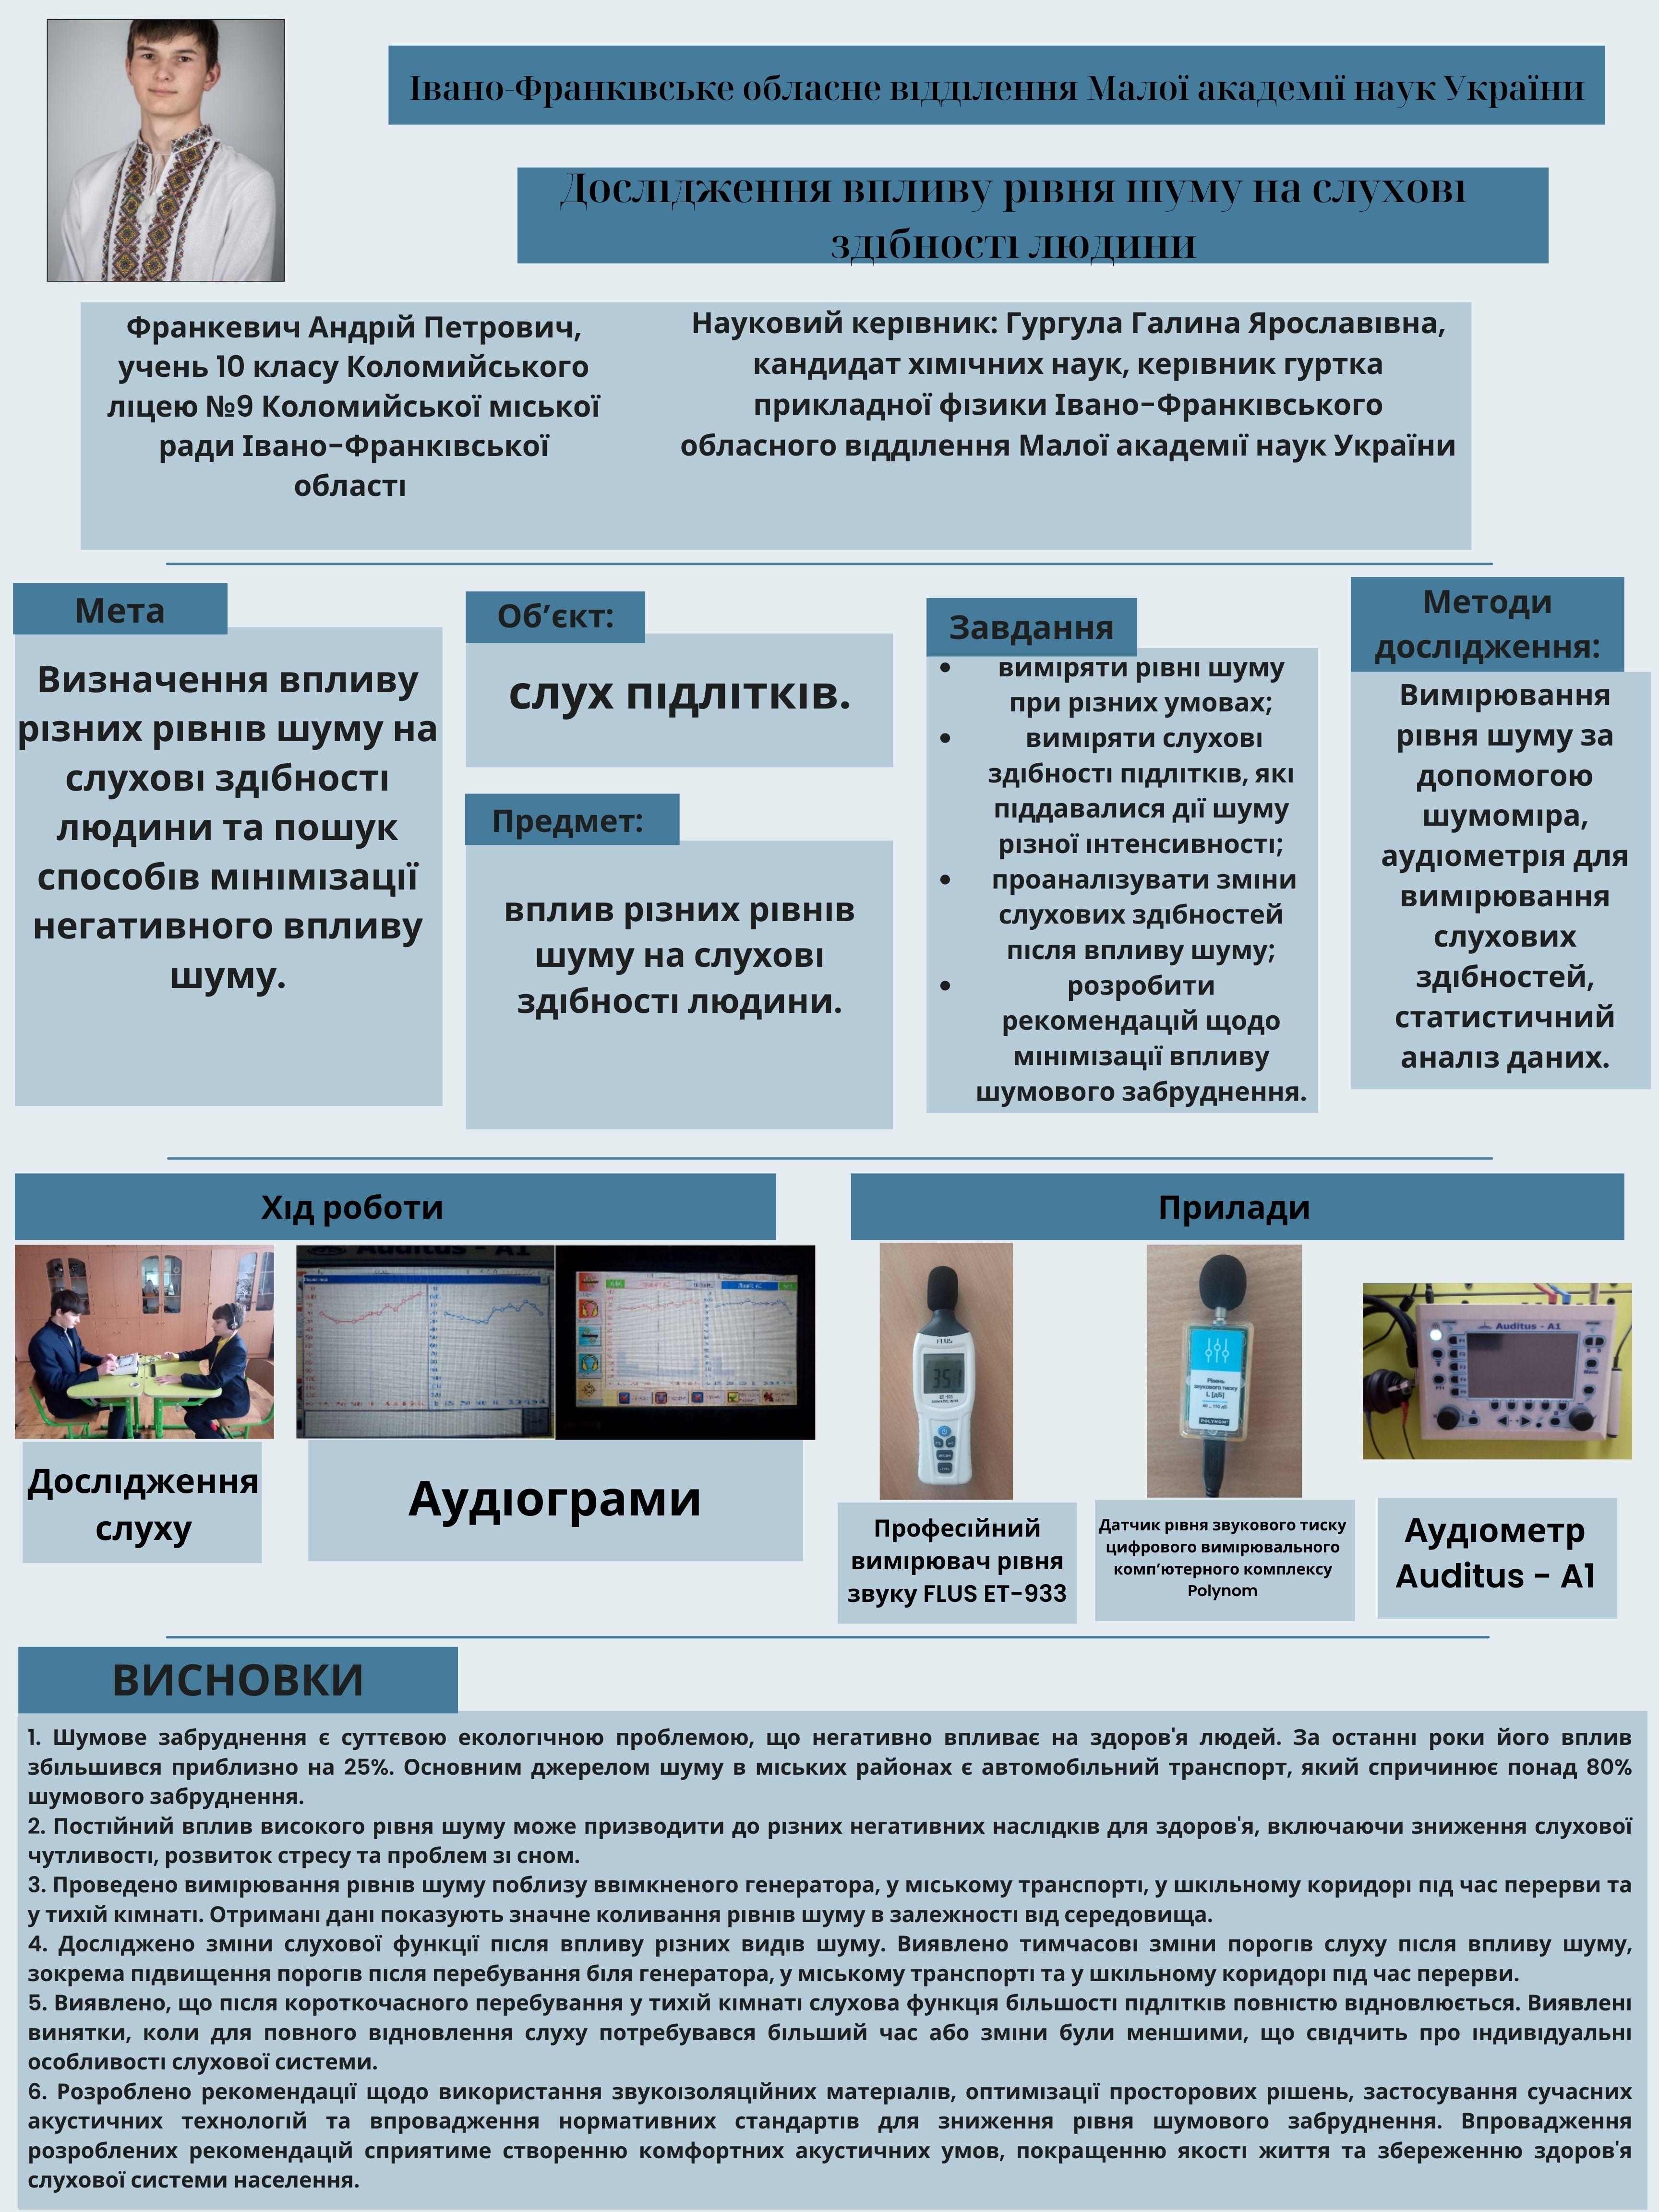 Івано-Франківське обласне відділення Малої академії наук України
Дослідження впливу рівня шуму на слухові
здібності людини
Франкевич Андрій Петрович,
учень 10 класу Коломийського
ліцею №9 Коломийської міської
ради Івано-Франківської
області
Науковий керівник: Гургула Галина Ярославівна,
кандидат хімічних наук, керівник гуртка
прикладної фізики Івано-Франківського
обласного відділення Малої академії наук України
Мета
Визначення впливу
різних рівнів шуму на
слухові здібності
людини та пошук
способів мінімізації
негативного впливу
шуму.
Об’єкт:
слух підлітків.
Предмет:
вплив різних рівнів
шуму на слухові
здібності людини.
Завдання
• виміряти рівні шуму
при різних умовах;
• виміряти слухові
здібності підлітків, які
піддавалися дії шуму
різної інтенсивності;
• проаналізувати зміни
слухових здібностей
після впливу шуму;
• розробити
рекомендацій щодо
мінімізації впливу
шумового забруднення.
Методи
дослідження:
Вимірювання
рівня шуму за
допомогою
шумоміра,
аудіометрія для
вимірювання
слухових
здібностей,
статистичний
аналіз даних.
Хід роботи
Auditus - A1
Дослідження
слуху
Аудіограми
Прилади
FLUS
35.1
Рівень
звукового тиску
L [дБ]
POLYNOM
Auditus - A1
Професійний
вимірювач рівня
звуку FLUS ET-933
Датчик рівня звукового тиску
цифрового вимірювального
комп’ютерного комплексу
Polynom
Аудіометр
Auditus - A1
ВИСНОВКИ
1. Шумове забруднення є суттєвою екологічною проблемою, що негативно впливає на здоров'я людей. За останні роки його вплив
збільшився приблизно на 25%. Основним джерелом шуму в міських районах є автомобільний транспорт, який спричинює понад 80%
шумового забруднення.
2. Постійний вплив високого рівня шуму може призводити до різних негативних наслідків для здоров'я, включаючи зниження слухової
чутливості, розвиток стресу та проблем зі сном.
3. Проведено вимірювання рівнів шуму поблизу ввімкненого генератора, у міському транспорті, у шкільному коридорі під час перерви та
у тихій кімнаті. Отримані дані показують значне коливання рівнів шуму в залежності від середовища.
4. Досліджено зміни слухової функції після впливу різних видів шуму. Виявлено тимчасові зміни порогів слуху після впливу шуму,
зокрема підвищення порогів після перебування біля генератора, у міському транспорті та у шкільному коридорі під час перерви.
5. Виявлено, що після короткочасного перебування у тихій кімнаті слухова функція більшості підлітків повністю відновлюється. Виявлені
винятки, коли для повного відновлення слуху потребувався більший час або зміни були меншими, що свідчить про індивідуальні
особливості слухової системи.
6. Розроблено рекомендації щодо використання звукоізоляційних матеріалів, оптимізації просторових рішень, застосування сучасних
акустичних технологій та впровадження нормативних стандартів для зниження рівня шумового забруднення. Впровадження
розроблених рекомендацій сприятиме створенню комфортних акустичних умов, покращенню якості життя та збереженню здоров'я
слухової системи населення.